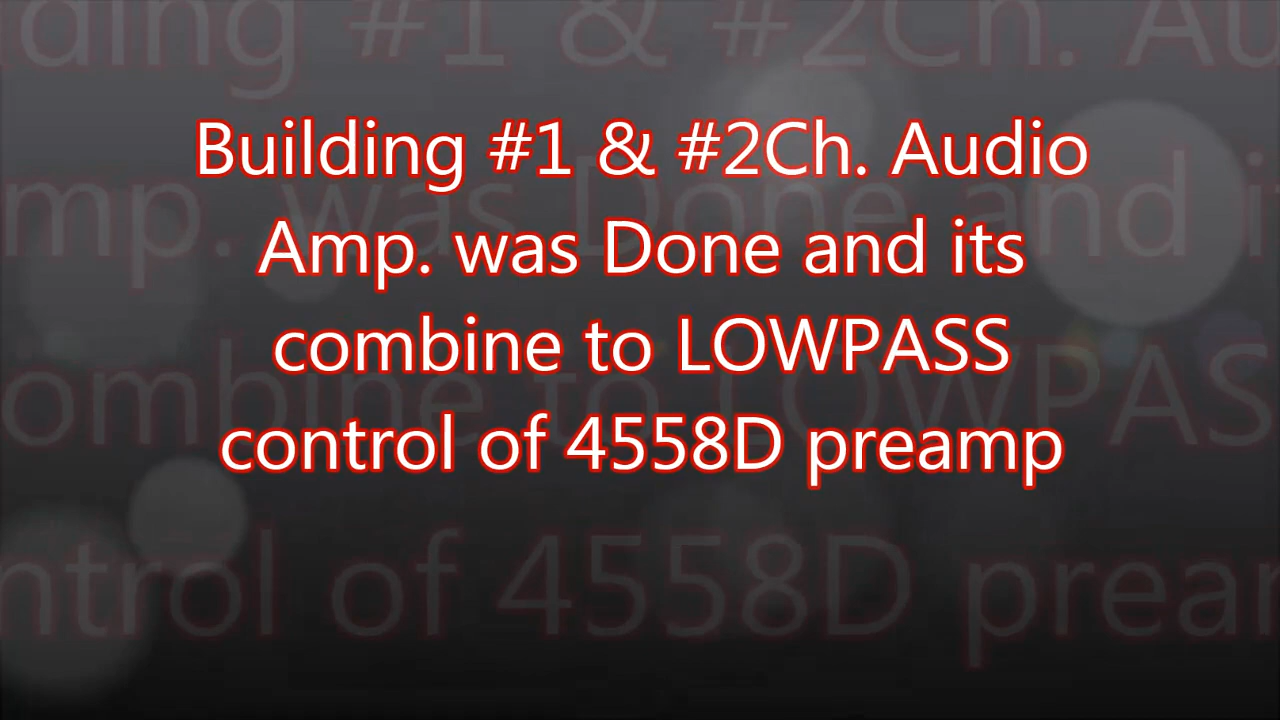 Building #1 & #2Ch. Audio
Amp. was Done and its
combine to LOWPASS
control of 4558D preamp